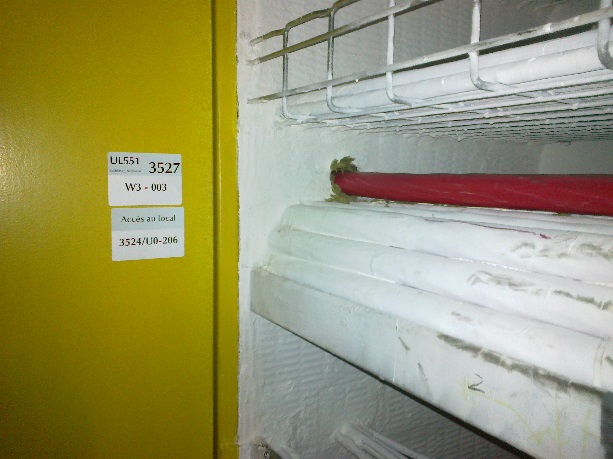 UL551 3527
W3 - 003
Accès au local
3524/U0-206